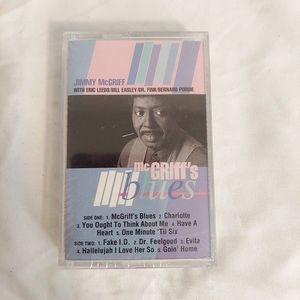 JIMMY McGRIFF
WITH ERIC LEEDS/BILL EASLEY/DR. FINK/BERNARD PURDIE
mcGRIFF's
blues
SIDE ONE: 1. McGriff's Blues 2. Charlotte
3. You Ought To Think About Me 4. Have A
Heart 5. One Minute 'Til Six
SIDE TWO: 1. Fake I.D. 2. Dr. Feelgood 3. Evita
4. Hallelujah I Love Her So 5. Goin' Home